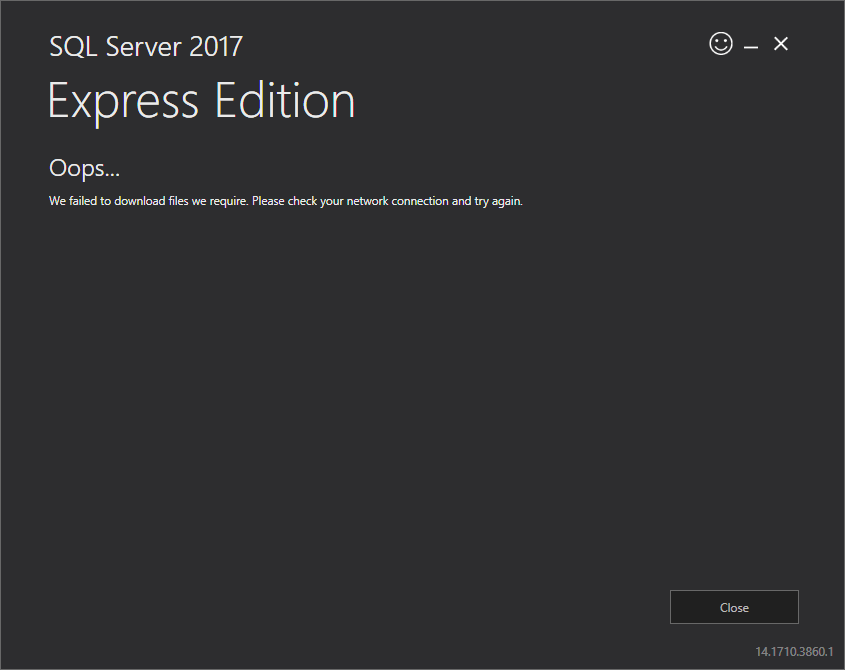 SQL Server 2017
Express Edition
Oops...
We failed to download files we require. Please check your network connection and try again.
Close
14.1710.3860.1